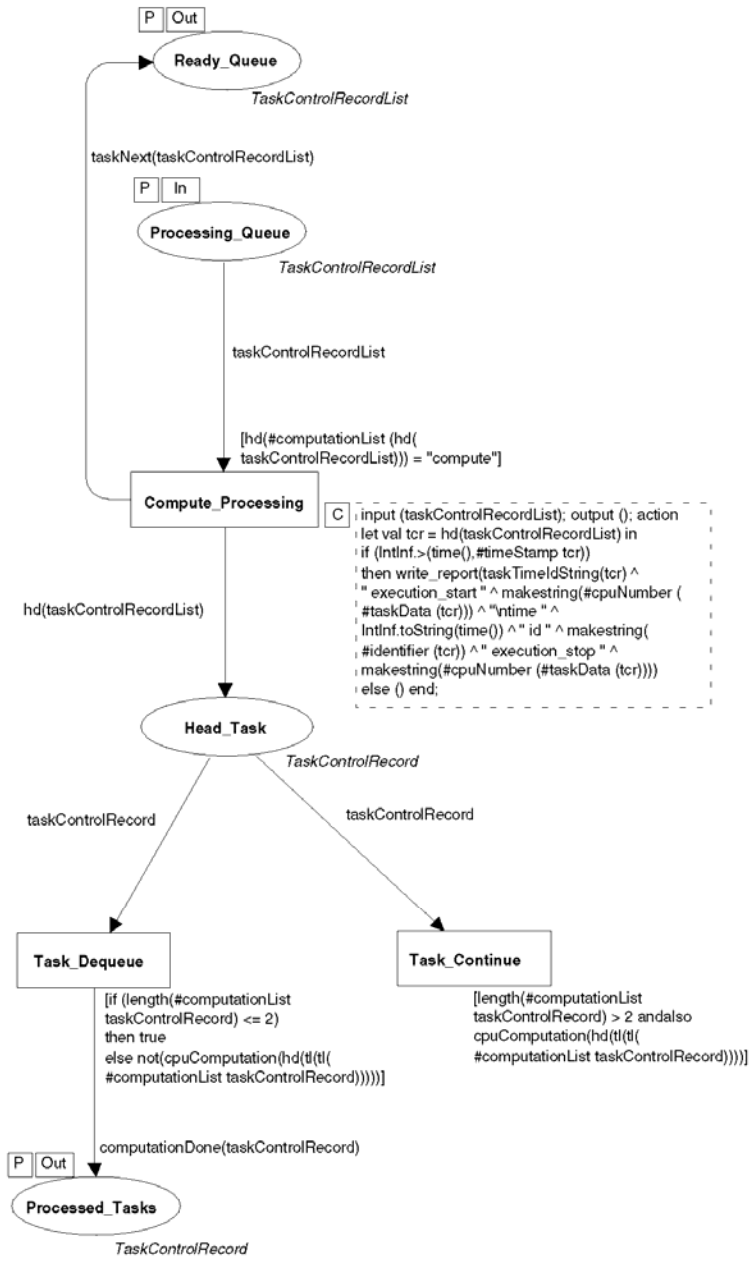 P Out
Ready_Queue
TaskControlRecordList
taskNext(taskControlRecordList)
P In
Processing_Queue
TaskControlRecordList
taskControlRecordList
[hd(#computationList (hd(
taskControlRecordList))) = "compute"]
Compute_Processing
C
input (taskControlRecordList); output (); action
let val tcr = hd(taskControlRecordList) in
if (IntInf.>(time(),#timeStamp tcr))
then write_report(taskTimeIdString(tcr) ^
" execution_start " ^ makestring(#cpuNumber (
#taskData (tcr))) ^ "\ntime " ^
IntInf.toString(time()) ^ " id " ^ makestring(
#identifier (tcr)) ^ " execution_stop " ^
makestring(#cpuNumber (#taskData (tcr))))
else () end;
hd(taskControlRecordList)
Head_Task
TaskControlRecord
taskControlRecord
taskControlRecord
Task_Dequeue
[if (length(#computationList
taskControlRecord) <= 2)
then true
else not(cpuComputation(hd(tl(tl(
#computationList taskControlRecord)))))]
Task_Continue
[length(#computationList
taskControlRecord) > 2 andalso
cpuComputation(hd(tl(tl(
#computationList taskControlRecord))))]
computationDone(taskControlRecord)
P Out
Processed_Tasks
TaskControlRecord